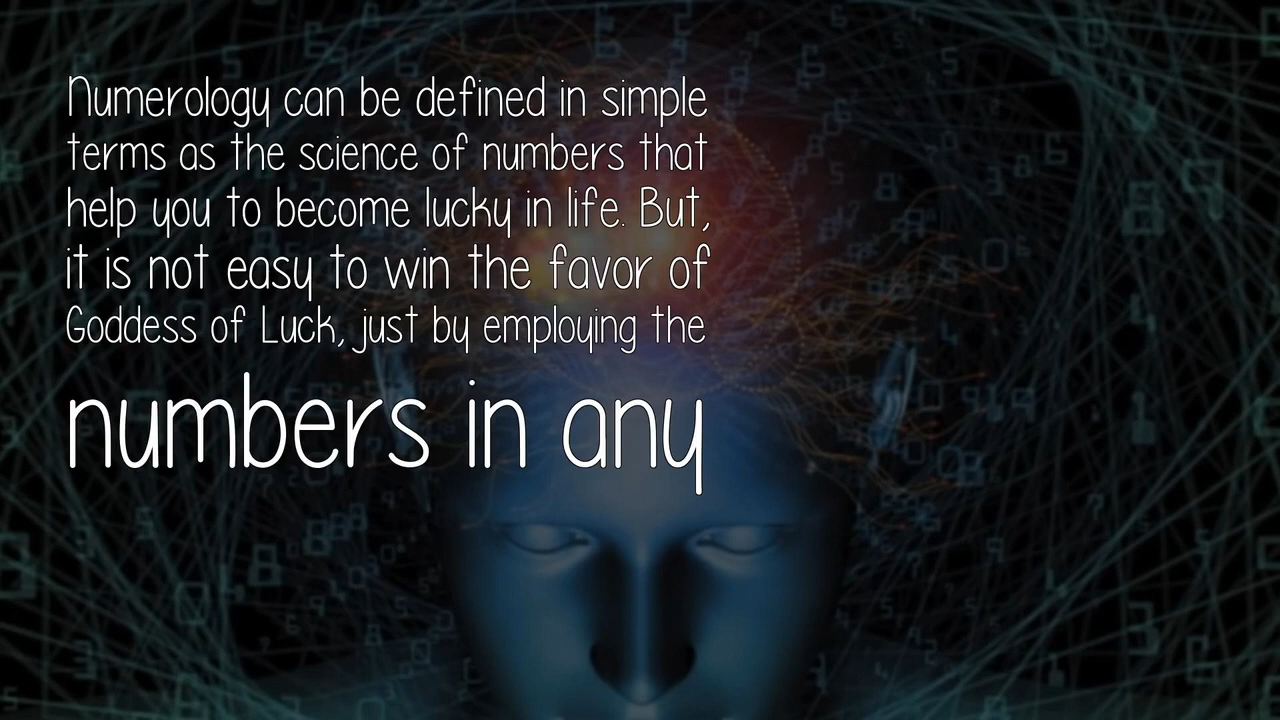 Numerology can be defined in simple
terms as the science of numbers that
help you to become lucky in life. But,
it is not easy to win the favor of
Goddess of Luck, just by employing the
numbers in any